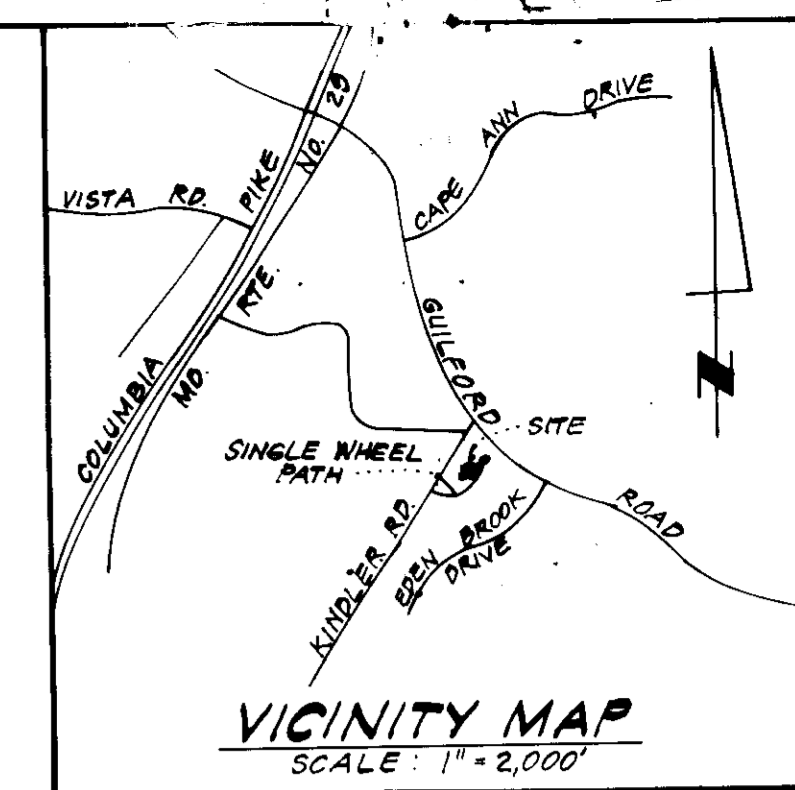 VISTA RD.
COLUMBIA PIKE
MD. RTE. NO. 29
CAPE ANN DRIVE
GUILFORD ROAD
SITE
SINGLE WHEEL
PATH
KINDLER RD.
EDEN BROOK
DRIVE
N
VICINITY MAP
SCALE: 1" = 2,000'